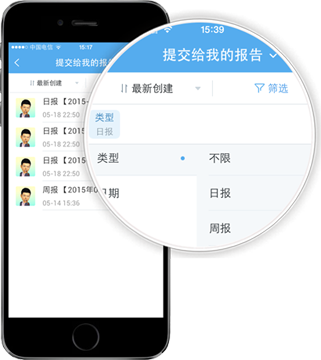 中国电信
15:17
提交给我的报告
最新创建
日报【2015-
05-18 22:50
日报【2015-
05-18 22:50
日报【2015-
05-18 22:50
周报【2015年0
05-14 15:36
15:39
提交给我的报告
最新创建
筛选
类型
日报
类型
不限
日期
日报
周报